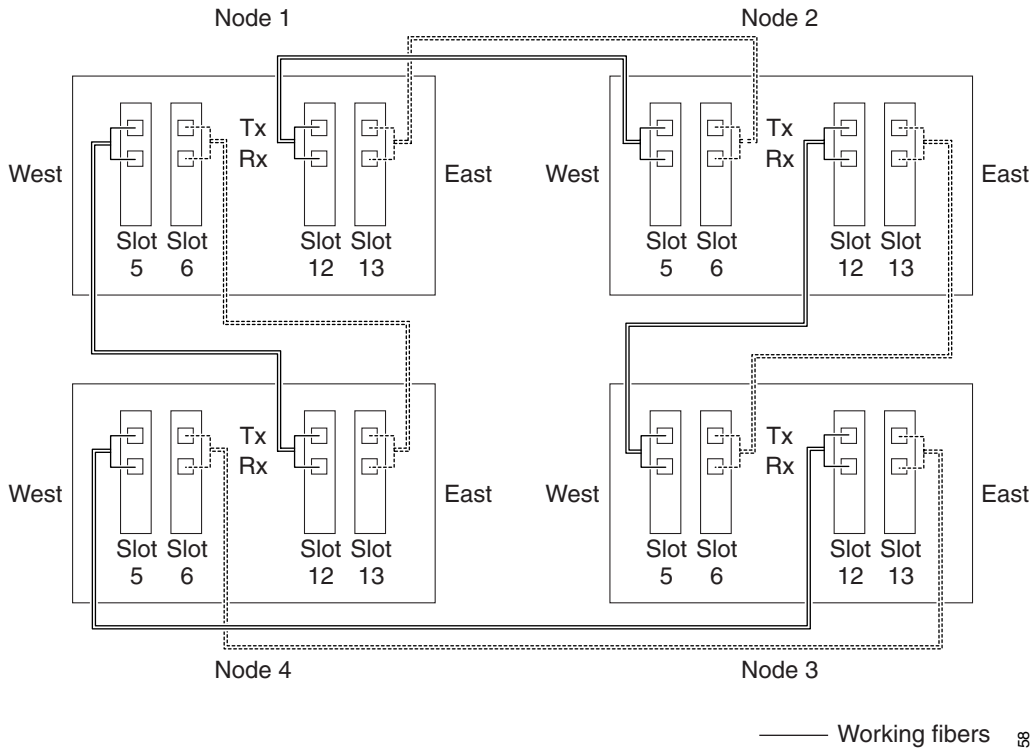 Node 1
Node 2
Tx
Rx
Tx
Rx
West
East
West
East
Slot 5
Slot 6
Slot 12
Slot 13
Slot 5
Slot 6
Slot 12
Slot 13
Tx
Rx
Tx
Rx
West
East
West
East
Slot 5
Slot 6
Slot 12
Slot 13
Slot 5
Slot 6
Slot 12
Slot 13
Node 4
Node 3
Working fibers
58